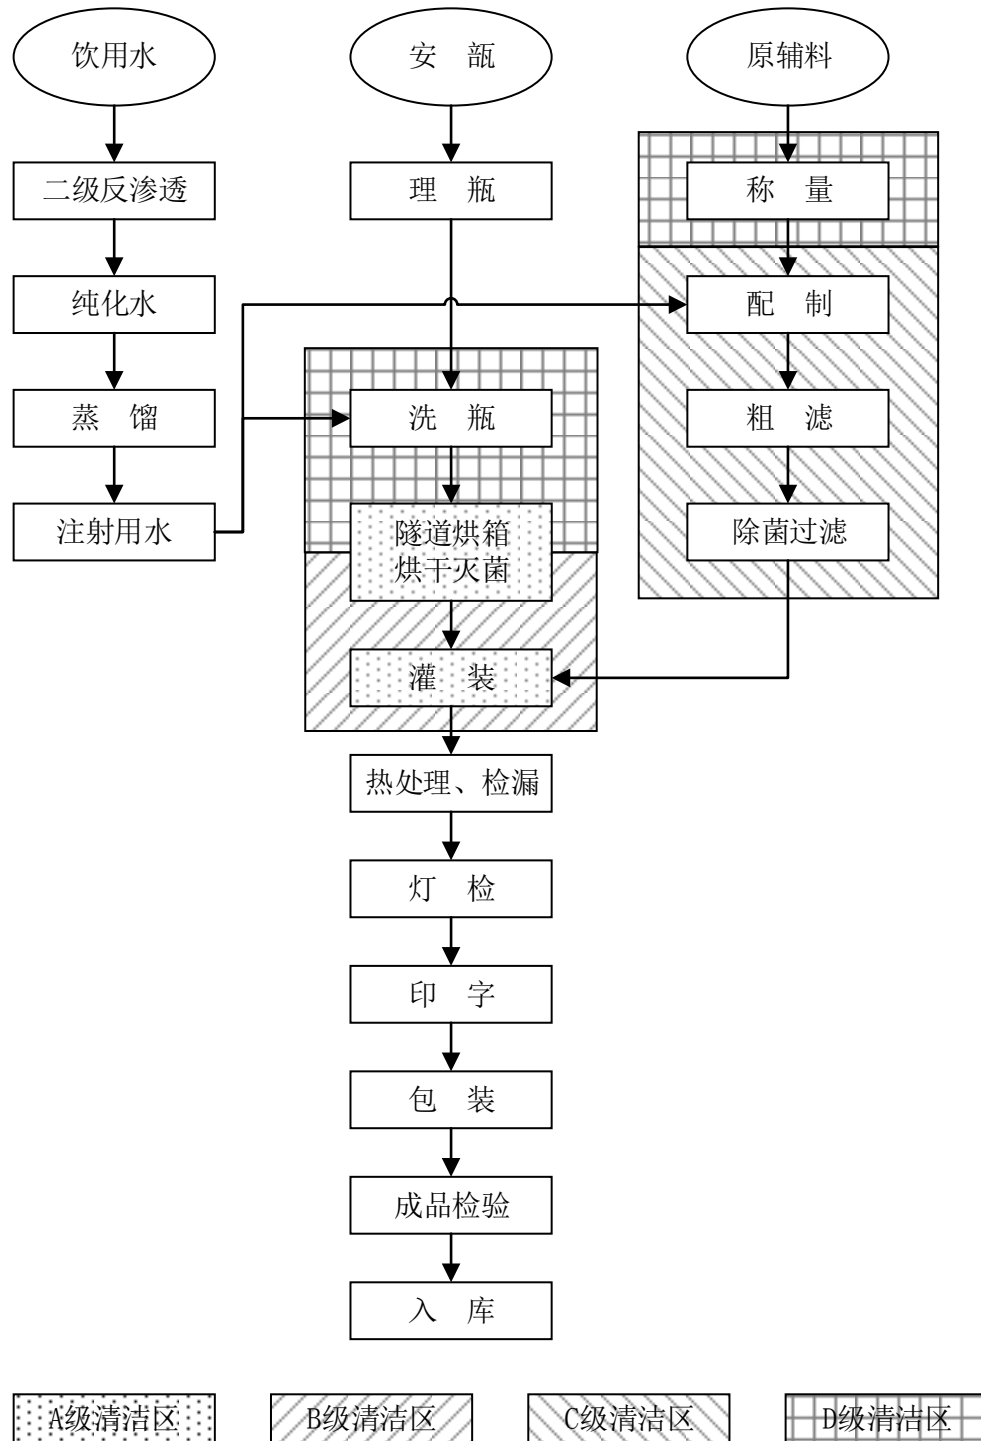 饮用水
安 瓿
原辅料
二级反渗透
理 瓶
称 量
纯化水
配 制
蒸 馏
洗 瓶
粗 滤
注射用水
隧道烘箱
烘干灭菌
除菌过滤
灌 装
热处理、检漏
灯 检
印 字
包 装
成品检验
入 库
A级清洁区
B级清洁区
C级清洁区
D级清洁区